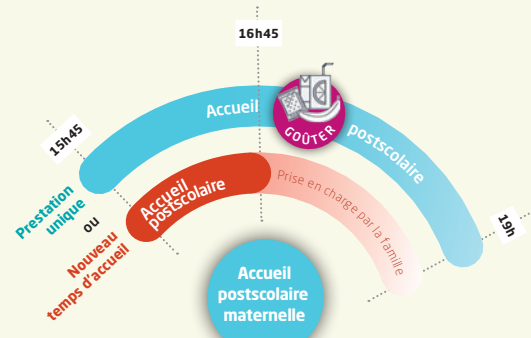 16h45
15h45
Accueil
GOÛTER
postscolaire
19h
Prestation
unique
ou
Nouveau
temps d'accueil
Accueil
postscolaire
Prise en charge par la famille
Accueil
postscolaire
maternelle